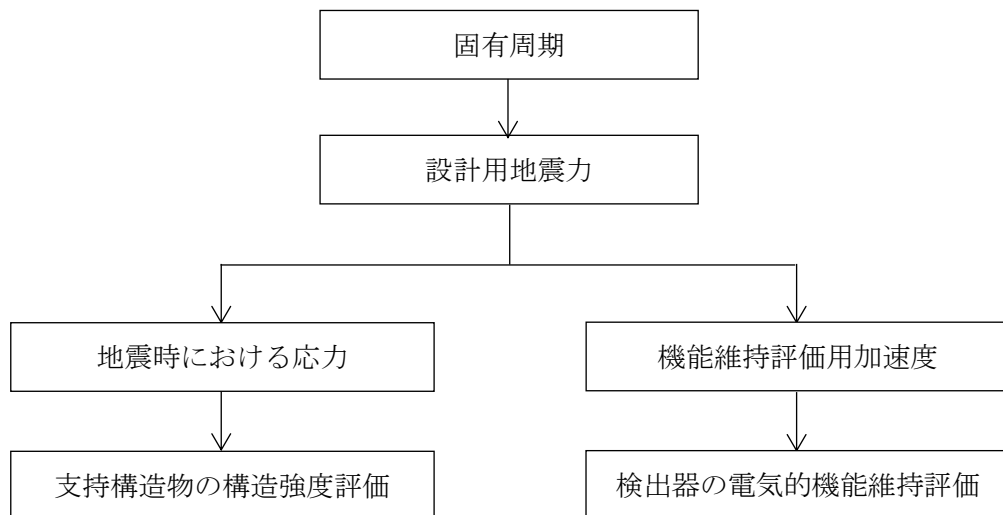 固有周期
設計用地震力
地震時における応力
機能維持評価用加速度
支持構造物の構造強度評価
検出器の電気的機能維持評価